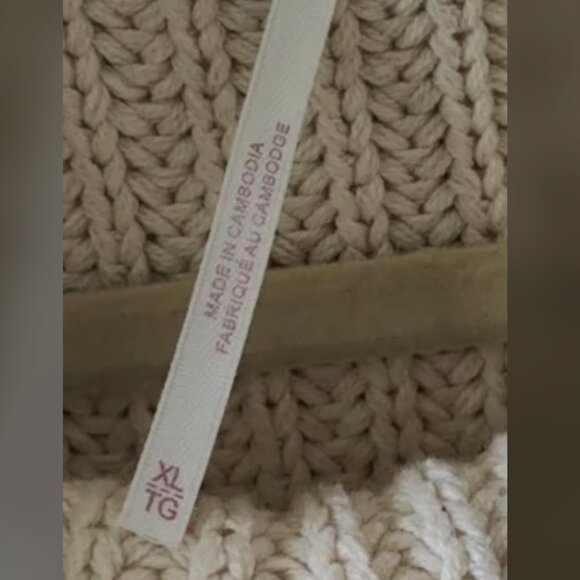 MADE IN CAMBODIA
FABRIQUÉ AU CAMBODGE
XL
TG